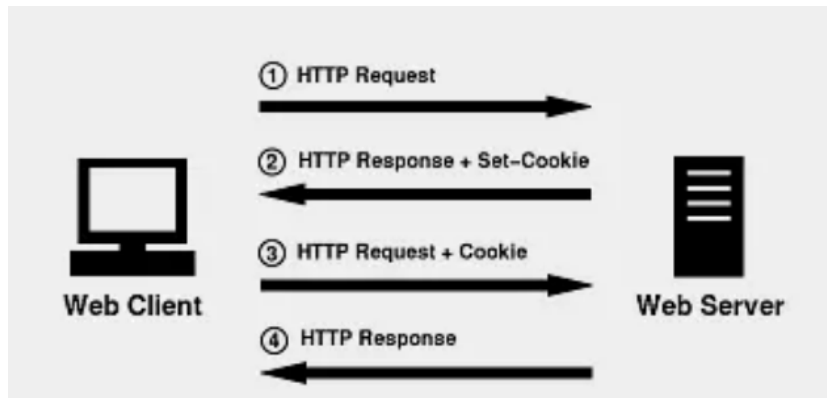 ① HTTP Request
② HTTP Response + Set-Cookie
③ HTTP Request + Cookie
Web Client
Web Server
④ HTTP Response